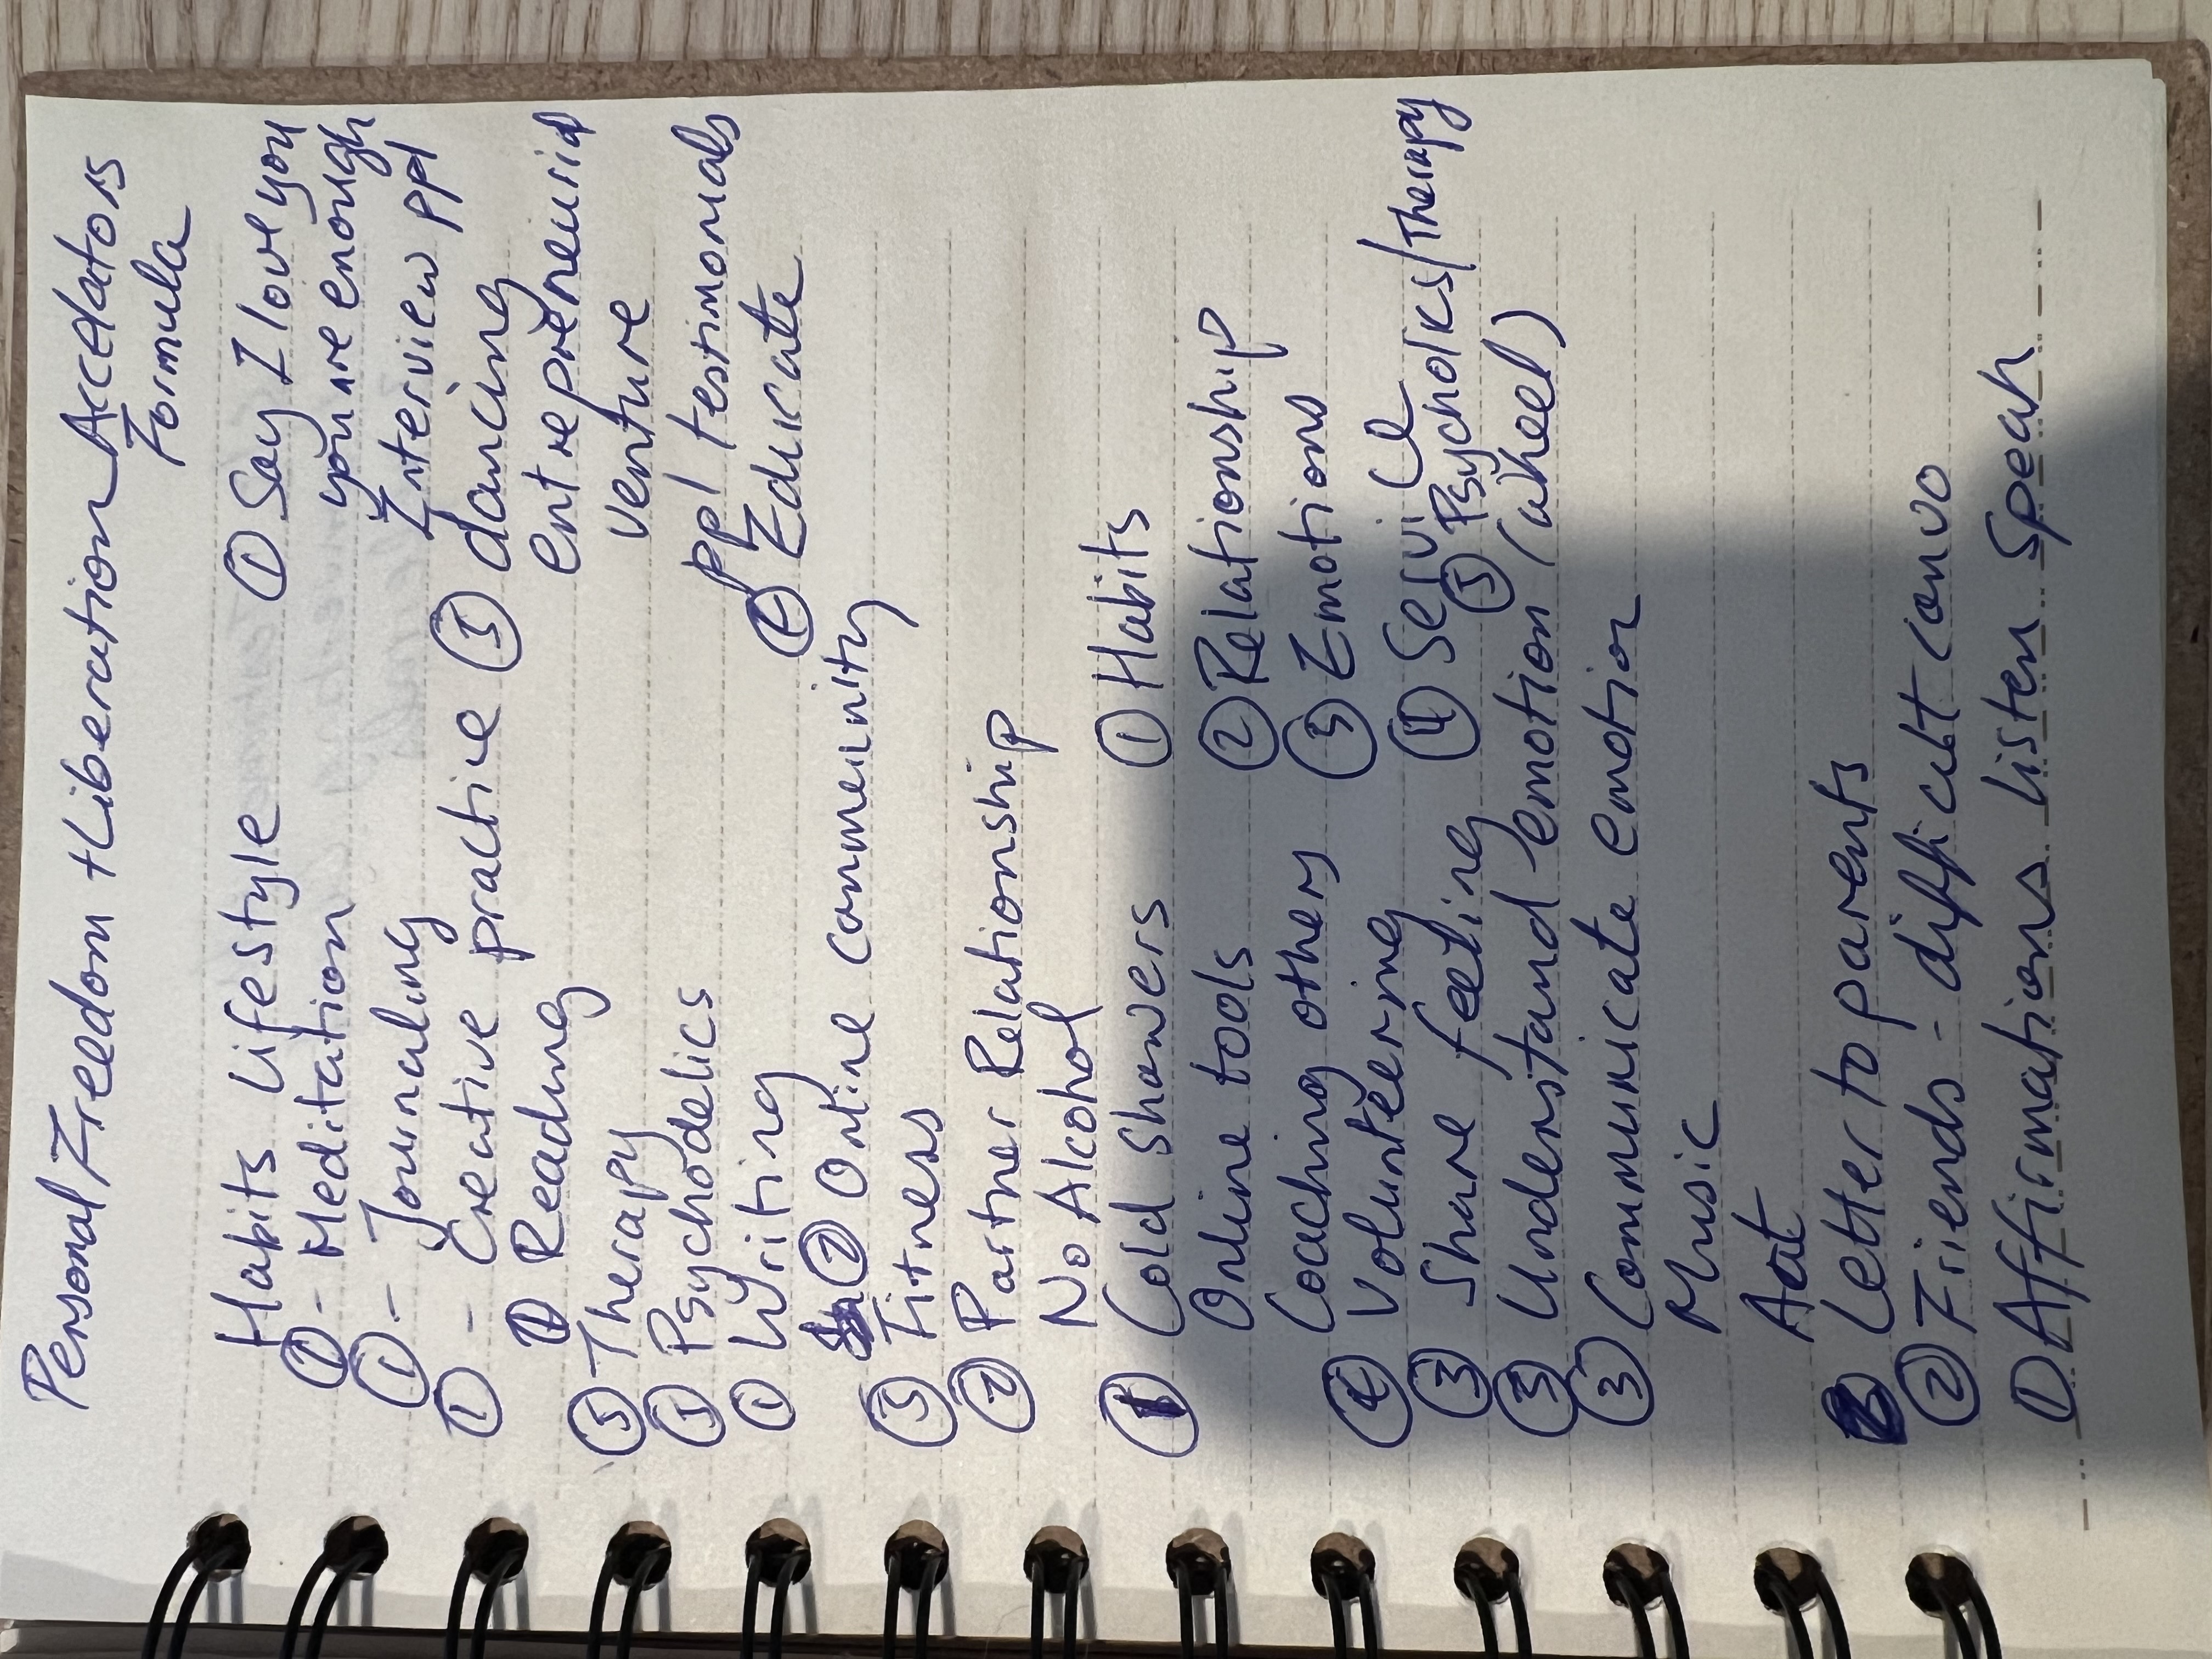 Personal Freedom + Liberation Accelators
Formula
Habits Lifestyle
① - Meditation
① - Journaling
① - Creative practice
① Reading
⑤ Therapy
⑤ Psychodelics
① Writing
② Online community
③ Fitness
② Partner Relationship
No Alcohol
① Cold showers
Online tools
Coaching others
④ Volunteering
③ Share feeling
③ Understand emotion (wheel)
③ Communicate emotion
Music
Art
Letter to parents
② Friends - difficult convo
① Affirmations listen speak
① Say I love you
you are enough
Interview ppl
⑤ dancing
entrepreneurial
venture
ppl testimonials
④ Educate
① Habits
② Relationship
③ Emotions
④ Service
⑤ Psycholics/Therapy